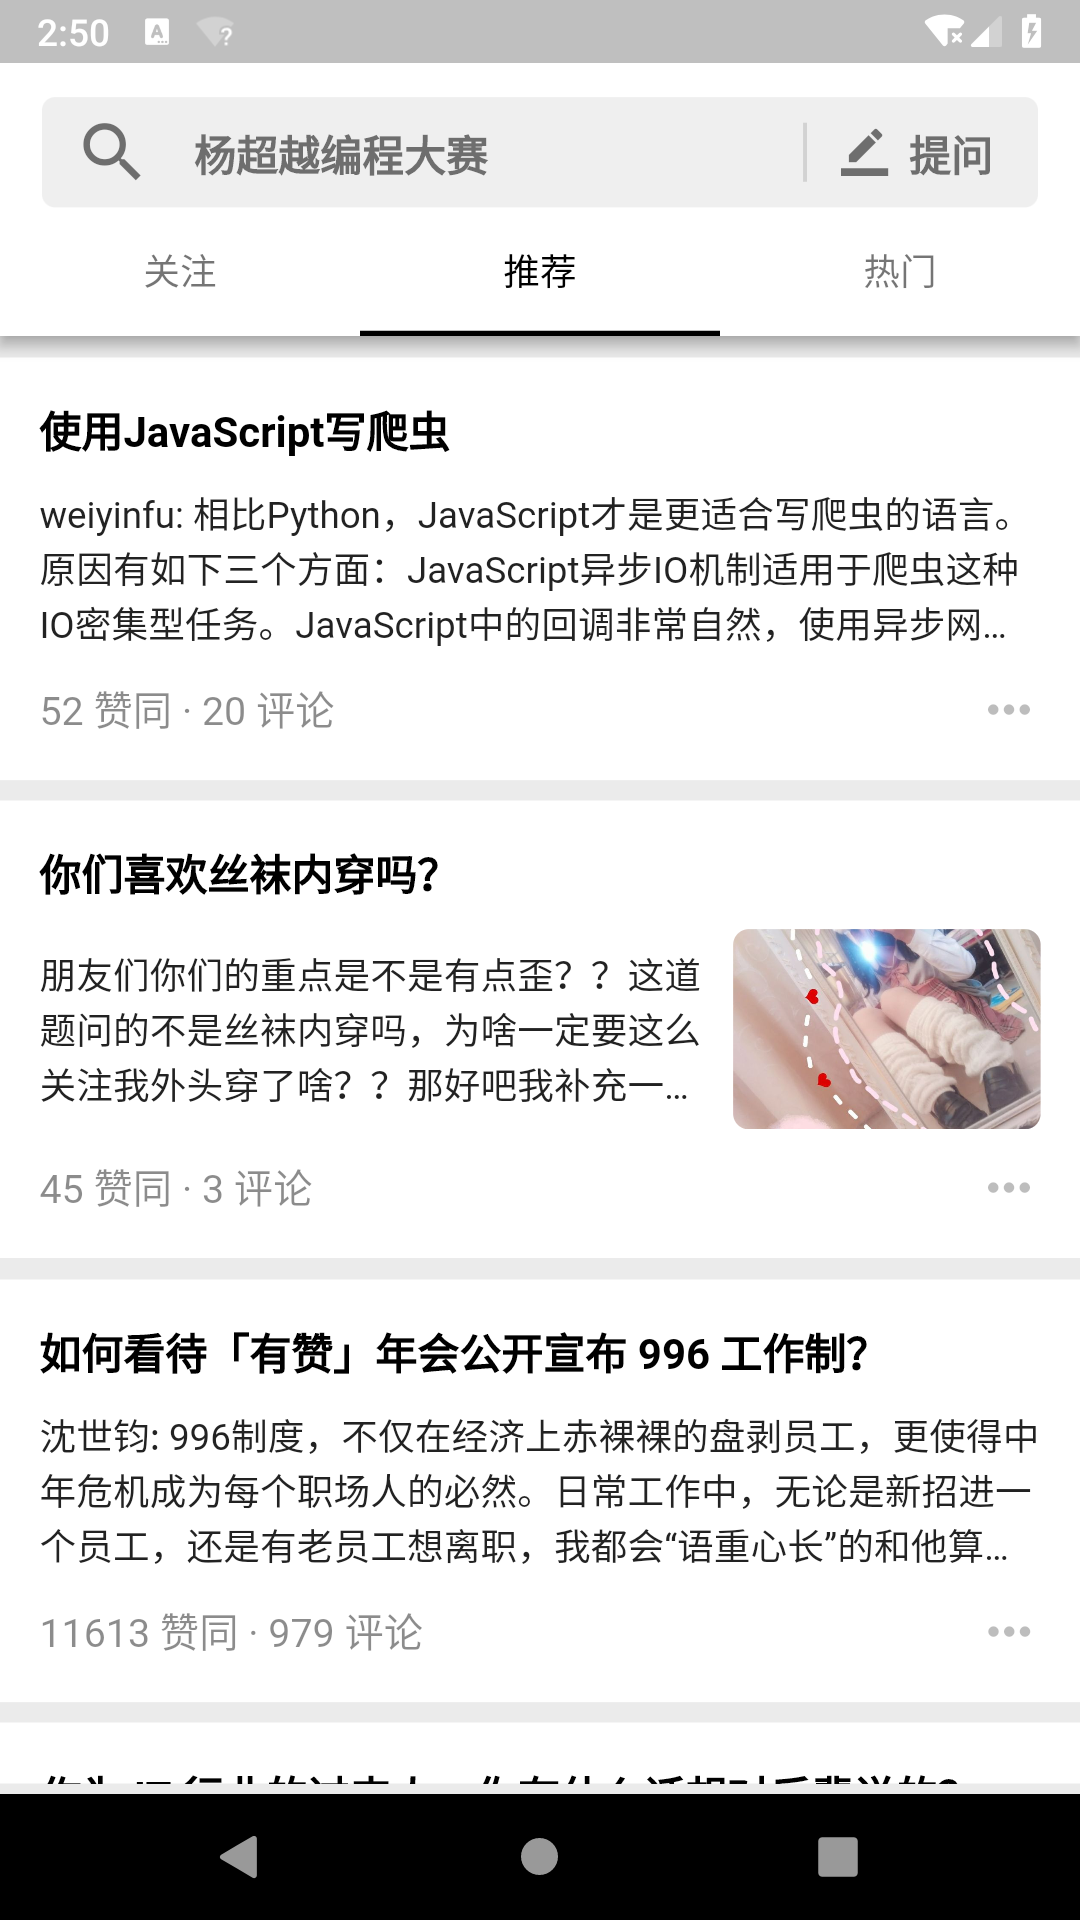 2:50
杨超越编程大赛
提问
关注
推荐
热门
使用JavaScript写爬虫
weiyinfu: 相比Python，JavaScript才是更适合写爬虫的语言。
原因有如下三个方面：JavaScript异步IO机制适用于爬虫这种
IO密集型任务。JavaScript中的回调非常自然，使用异步网...
52 赞同 · 20 评论
你们喜欢丝袜内穿吗？
朋友们你们的重点是不是有点歪？？这道
题问的不是丝袜内穿吗，为啥一定要这么
关注我外头穿了啥？？那好吧我补充一...
45 赞同 · 3 评论
如何看待「有赞」年会公开宣布 996 工作制？
沈世钧: 996制度，不仅在经济上赤裸裸的盘剥员工，更使得中
年危机成为每个职场人的必然。日常工作中，无论是新招进一
个员工，还是有老员工想离职，我都会“语重心长”的和他算...
11613 赞同 · 979 评论